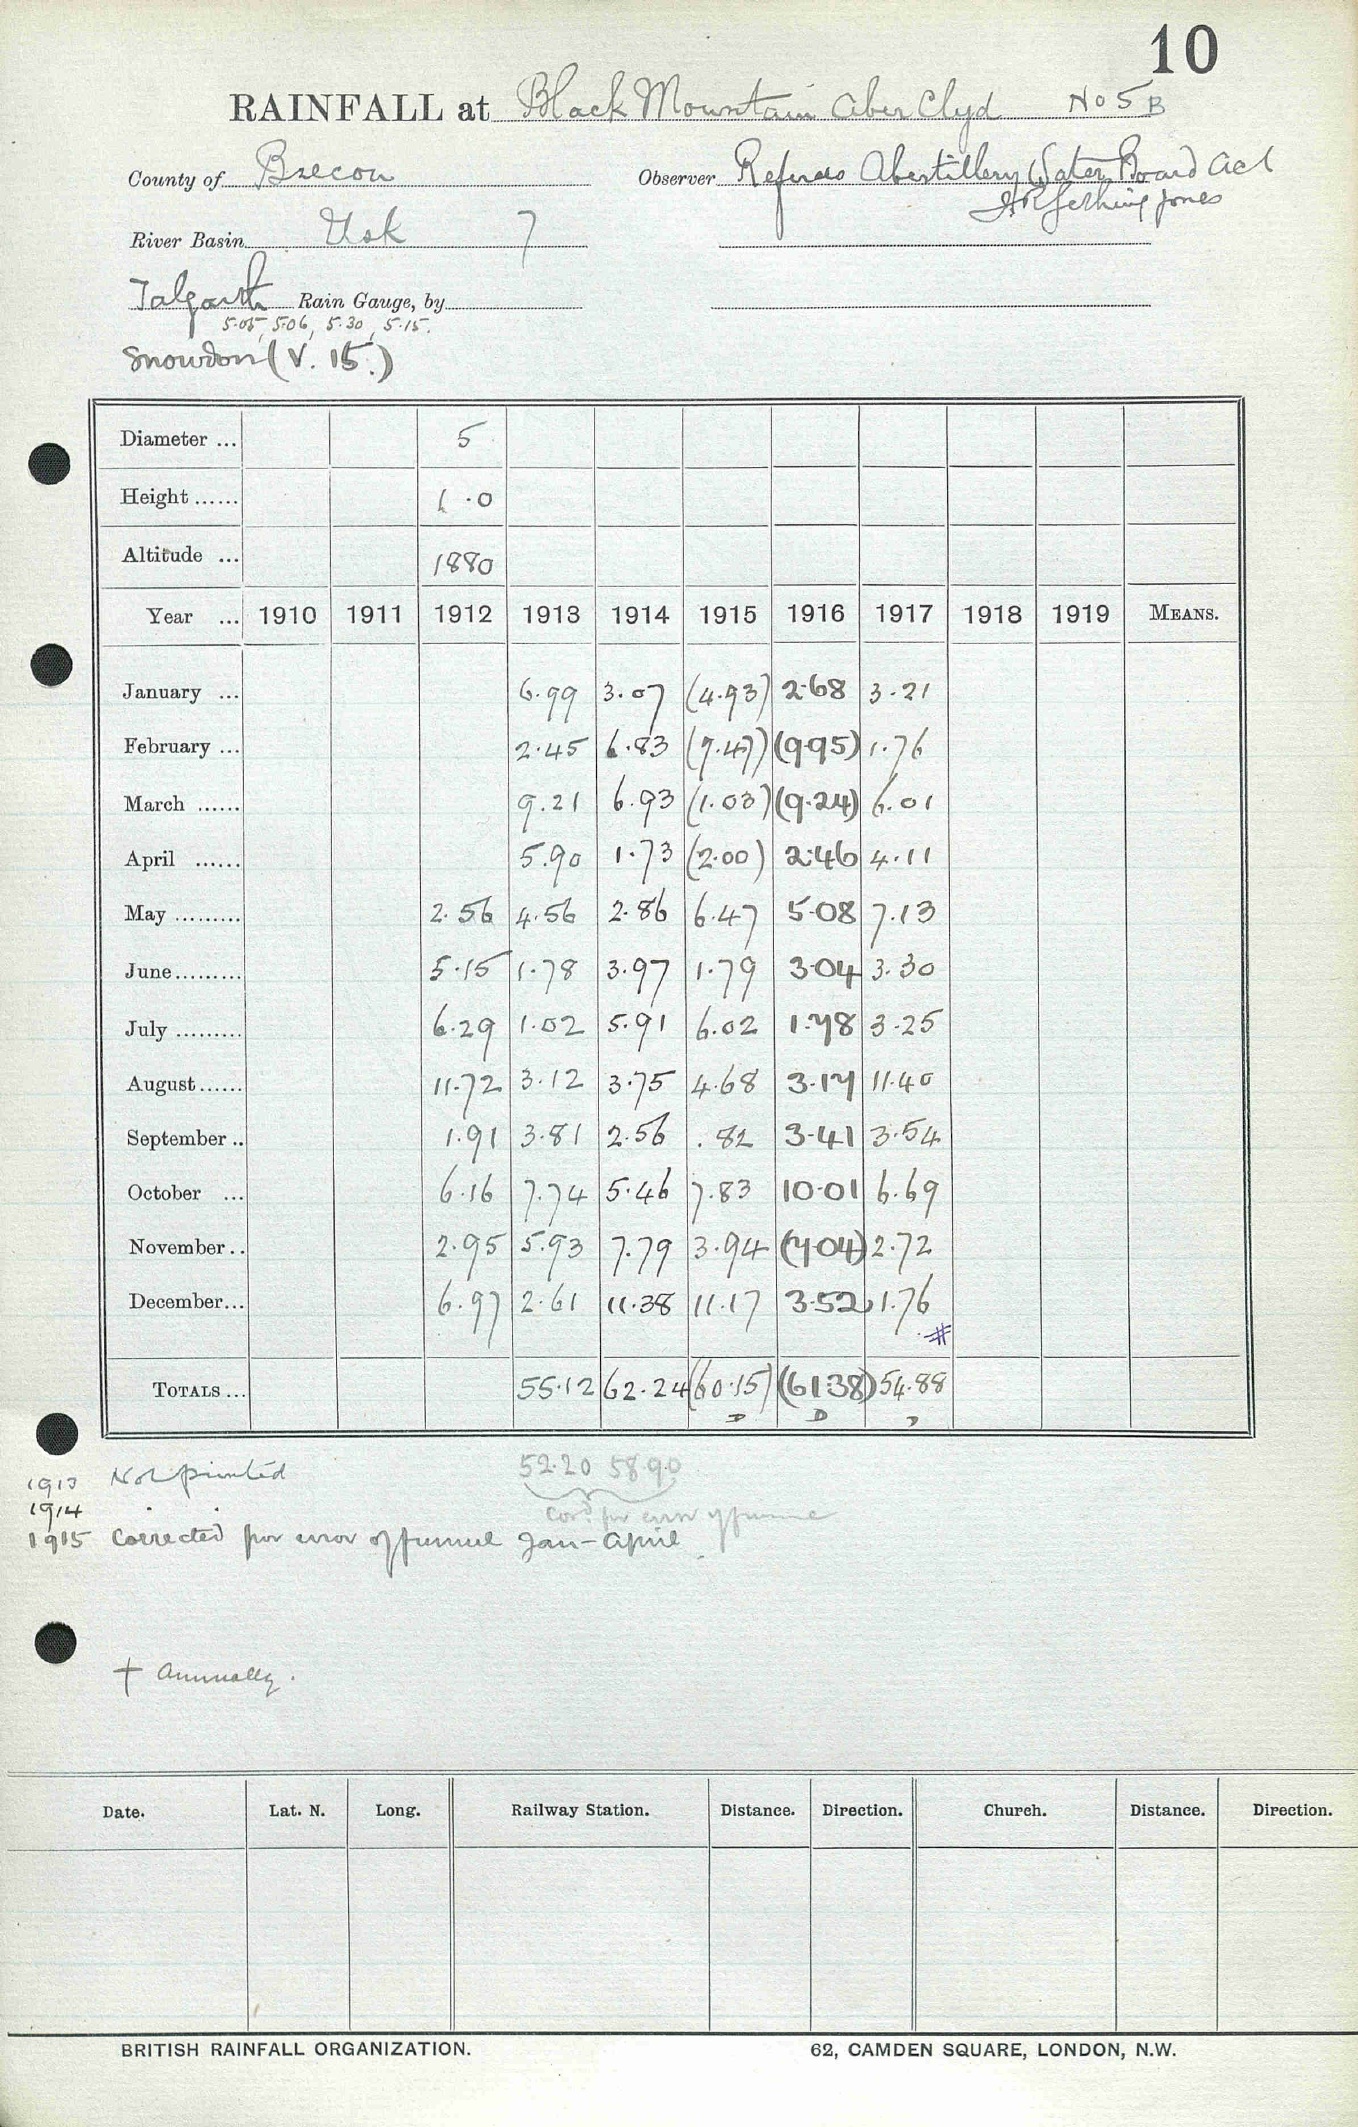 10
RAINFALL at Black Mountain Aber Clyd No 5B
County of Brecon Observer Referees Abertillery Water Board Act
Gethin Jones
River Basin Usk 7
Talgarth Rain Gauge, by
5.05, 5.06, 5.30, 5.15.
Snowdon (V. 15.)
Diameter ... 5
Height ...... 1.0
Altitude ... 1880
Year ... 1910 1911 1912 1913 1914 1915 1916 1917 1918 1919 MEANS.
January ... 6.99 3.07 (4.93) 2.68 3.21
February ... 2.45 6.83 (9.47) (9.95) 1.76
March ...... 9.21 6.93 (1.03) (9.24) 6.01
April ...... 5.90 1.73 (2.00) 2.46 4.11
May ......... 2.56 4.56 2.86 6.47 5.08 7.13
June......... 5.15 1.78 3.97 1.79 3.04 3.30
July ......... 6.29 1.02 5.91 6.02 1.78 3.25
August...... 11.72 3.12 3.75 4.68 3.17 11.40
September .. 1.91 3.81 2.56 .82 3.41 3.54
October ... 6.16 7.74 5.46 7.83 10.01 6.69
November.. 2.95 5.93 7.79 3.94 (7.04) 2.72
December... 6.97 2.61 11.38 11.17 3.52 1.76
#
TOTALS ... 55.12 62.24 (60.15) (61.38) 54.88
D D D
52.20 58.90
1913 Not printed
1914 . .
Cord. for error of funnel
1915 Corrected for error of funnel Jan-April
† Annually.
Date. Lat. N. Long. Railway Station. Distance. Direction. Church. Distance. Direction.
BRITISH RAINFALL ORGANIZATION. 62, CAMDEN SQUARE, LONDON, N.W.